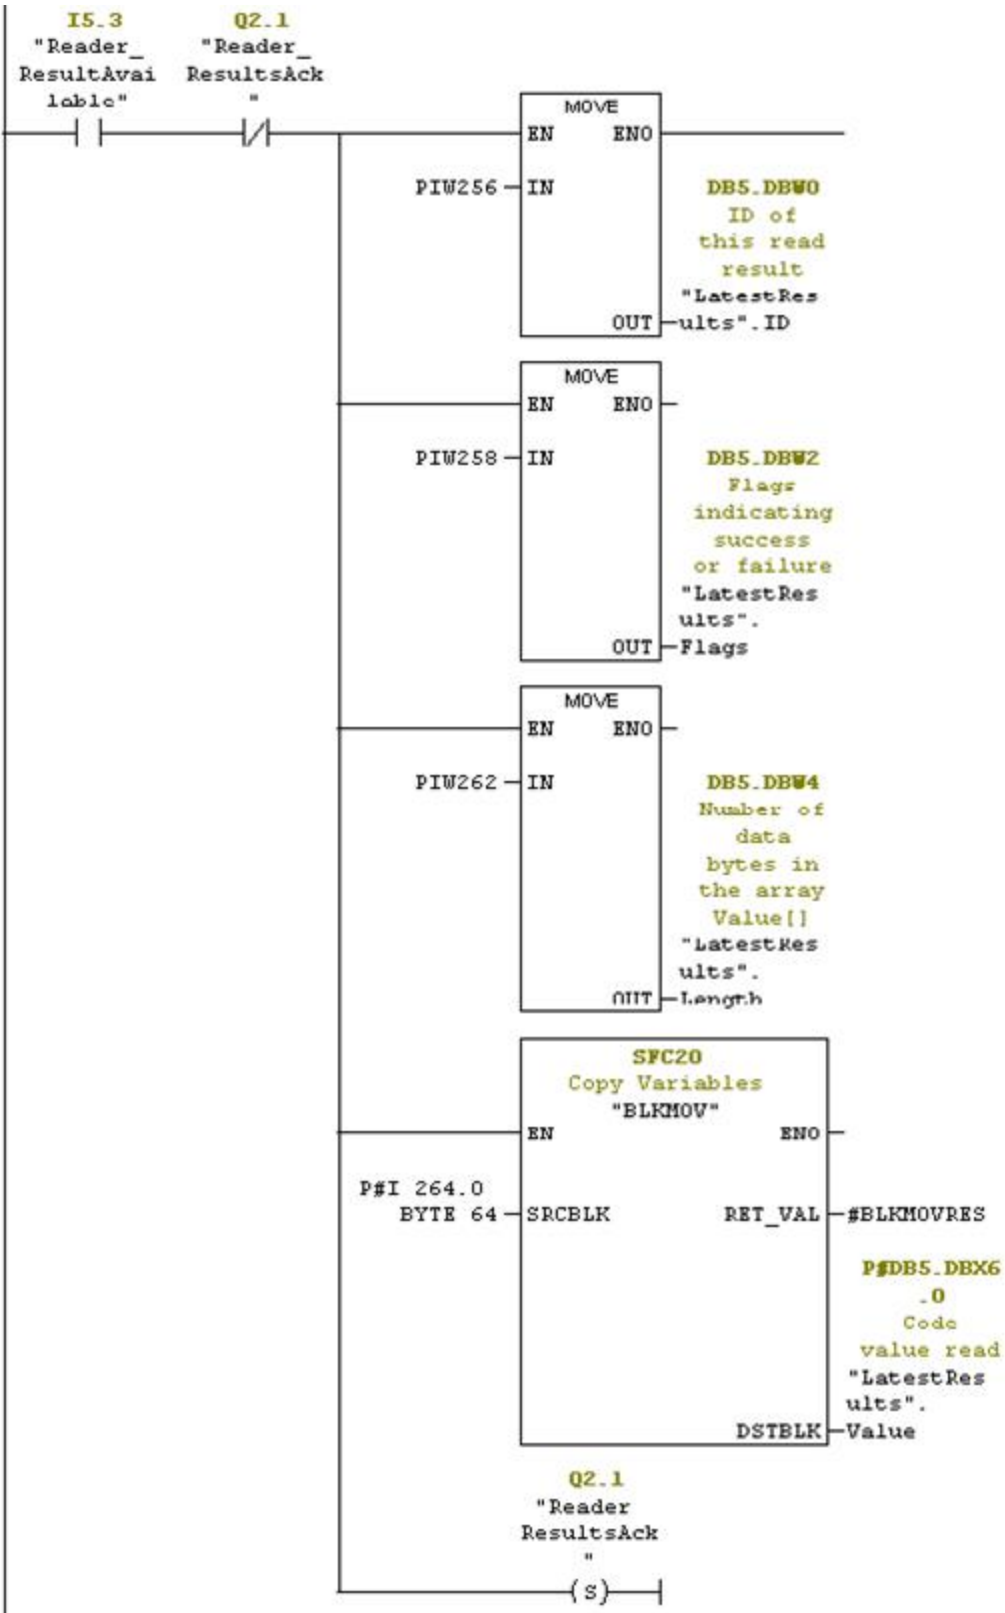 I5.3
"Reader_
ResultAvai
lable"
Q2.1
"Reader_
ResultsAck
"
MOVE
EN ENO
PIW256 IN
DB5.DBW0
ID of
this read
result
"LatestRes
OUT ults".ID
MOVE
EN ENO
PIW258 IN
DB5.DBW2
Flags
indicating
success
or failure
"LatestRes
ults".
OUT Flags
MOVE
EN ENO
PIW262 IN
DB5.DBW4
Number of
data
bytes in
the array
Value[]
"LatestRes
ults".
OUT Length
SFC20
Copy Variables
"BLKMOV"
EN ENO
P#I 264.0
BYTE 64 SRCBLK RET_VAL #BLKMOVRES
P#DB5.DBX6
.0
Code
value read
"LatestRes
ults".
DSTBLK Value
Q2.1
"Reader
ResultsAck
"
S